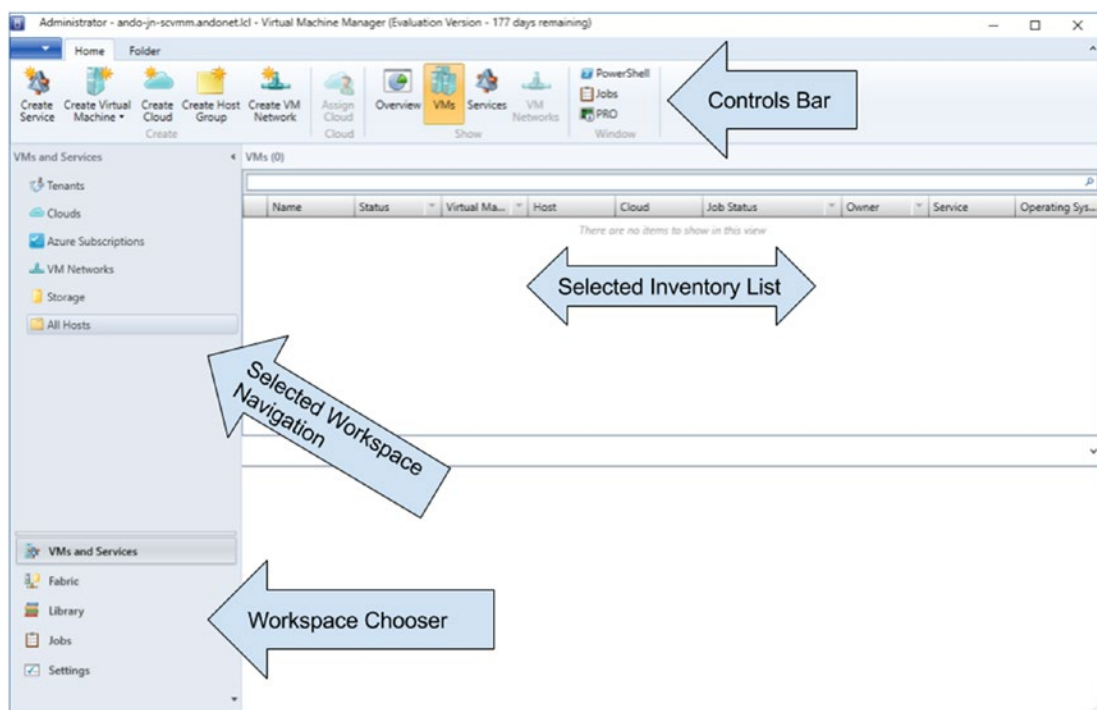 Administrator - ando-jn-scvmm.andonet.lcl - Virtual Machine Manager (Evaluation Version - 177 days remaining)
Home Folder
Create Service
Create Virtual Machine
Create Cloud
Create Host Group
Create VM Network
Create
Assign Cloud
Cloud
Overview
VMs
Services
VM Networks
Show
PowerShell
Jobs
PRO
Window
Controls Bar
VMs and Services
Tenants
Clouds
Azure Subscriptions
VM Networks
Storage
All Hosts
VMs (0)
Name Status Virtual Ma... Host Cloud Job Status Owner Service Operating Sys...
There are no items to show in this view
Selected Inventory List
Selected Workspace
Navigation
VMs and Services
Fabric
Library
Jobs
Settings
Workspace Chooser